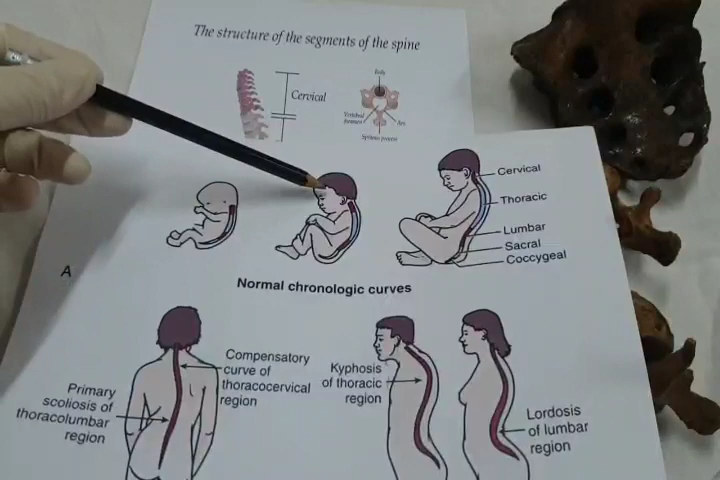 The structure of the segments of the spine
Cervical
Body
Vertebral
foramen
Arc
Spinous process
Cervical
Thoracic
Lumbar
Sacral
Coccygeal
A
Normal chronologic curves
Primary
scoliosis of
thoracolumbar
region
Compensatory
curve of
thoracocervical
region
Kyphosis
of thoracic
region
Lordosis
of lumbar
region